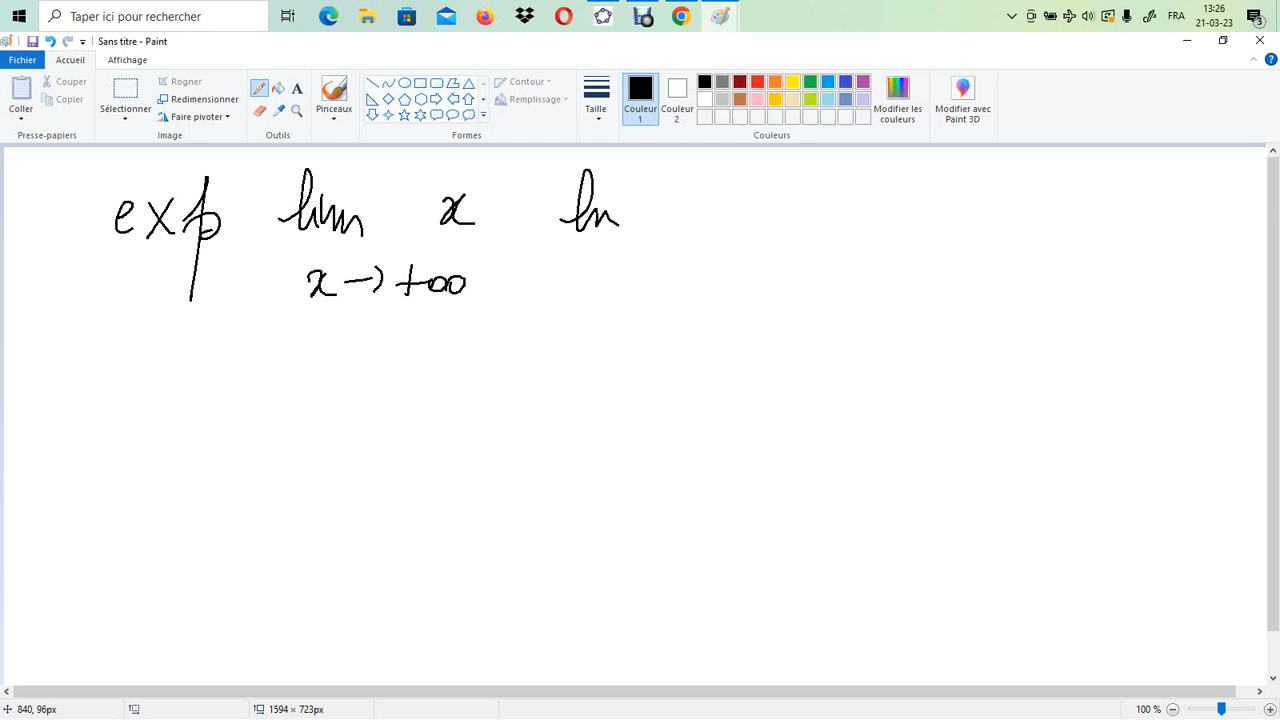 Taper ici pour rechercher
13:26
FRA
21-03-23
3
Sans titre - Paint
Fichier Accueil Affichage
Coller
Couper
Copier
Presse-papiers
Sélectionner
Rogner
Redimensionner
Faire pivoter
Image
A
Outils
Pinceaux
Contour
Remplissage
Formes
Taille
Couleur 1
Couleur 2
Modifier les couleurs
Couleurs
Modifier avec Paint 3D
exp lim x ln
x → +∞
840, 96px
1594 × 723px
100 %